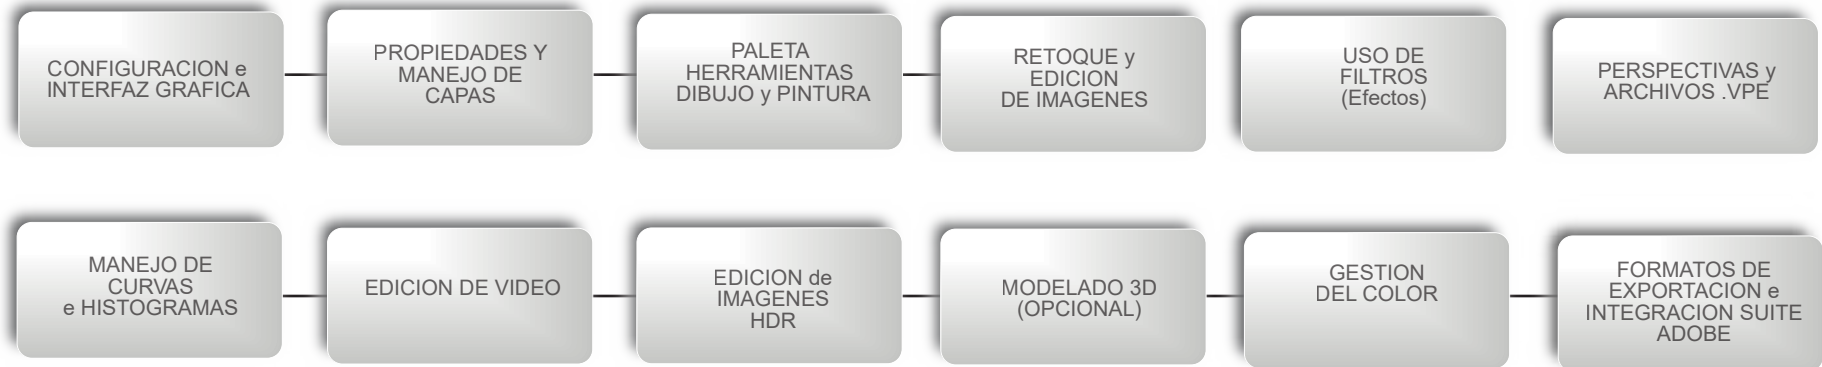 CONFIGURACION e
INTERFAZ GRAFICA
PROPIEDADES Y
MANEJO DE
CAPAS
PALETA
HERRAMIENTAS
DIBUJO y PINTURA
RETOQUE y
EDICION
DE IMAGENES
USO DE
FILTROS
(Efectos)
PERSPECTIVAS y
ARCHIVOS .VPE
MANEJO DE
CURVAS
e HISTOGRAMAS
EDICION DE VIDEO
EDICION de
IMAGENES
HDR
MODELADO 3D
(OPCIONAL)
GESTION
DEL COLOR
FORMATOS DE
EXPORTACION e
INTEGRACION SUITE
ADOBE